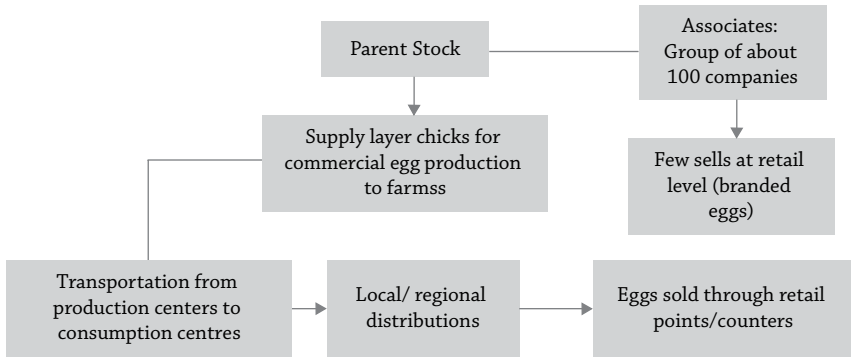 Parent Stock
Associates:
Group of about
100 companies
Supply layer chicks for
commercial egg production
to farmss
Few sells at retail
level (branded
eggs)
Transportation from
production centers to
consumption centres
Local/ regional
distributions
Eggs sold through retail
points/counters